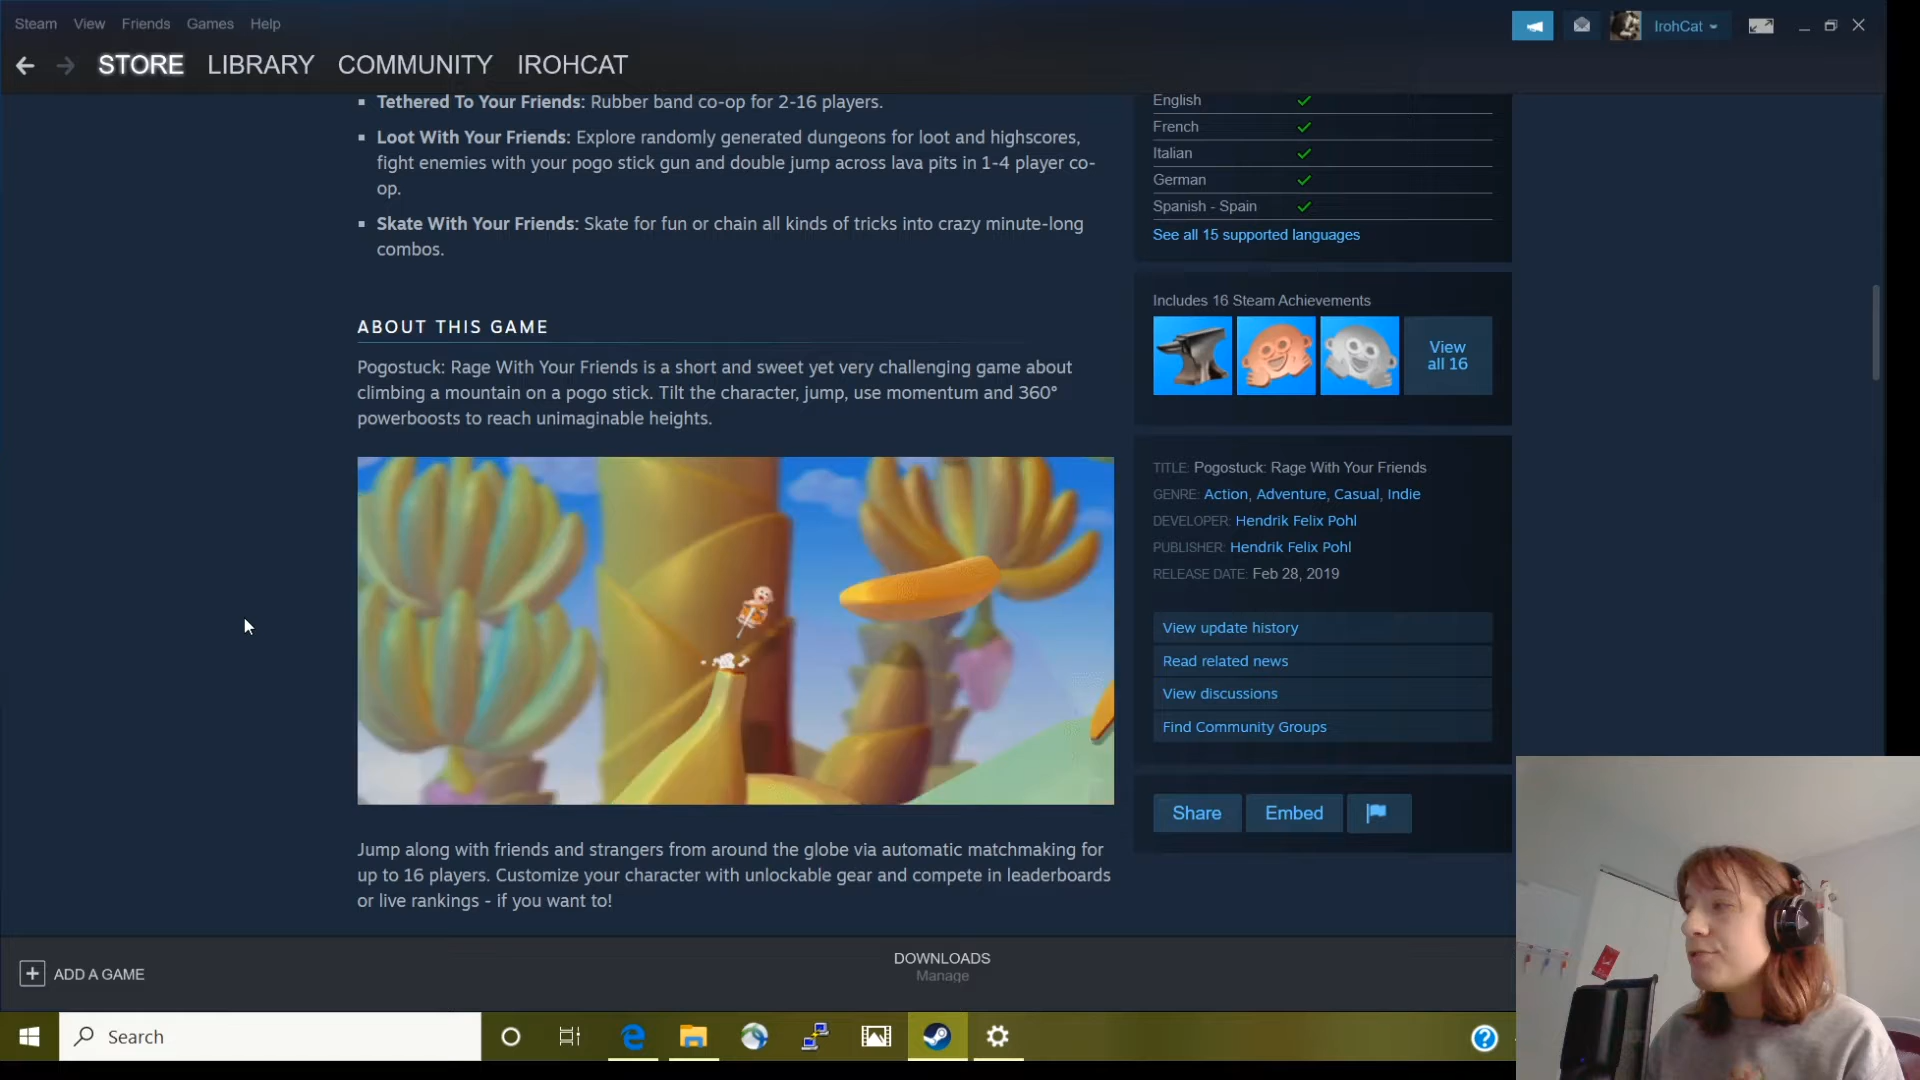 Steam View Friends Games Help
IrohCat
STORE LIBRARY COMMUNITY IROHCAT
Tethered To Your Friends: Rubber band co-op for 2-16 players.
Loot With Your Friends: Explore randomly generated dungeons for loot and highscores,
fight enemies with your pogo stick gun and double jump across lava pits in 1-4 player co-
op.
Skate With Your Friends: Skate for fun or chain all kinds of tricks into crazy minute-long
combos.
ABOUT THIS GAME
Pogostuck: Rage With Your Friends is a short and sweet yet very challenging game about
climbing a mountain on a pogo stick. Tilt the character, jump, use momentum and 360°
powerboosts to reach unimaginable heights.
Jump along with friends and strangers from around the globe via automatic matchmaking for
up to 16 players. Customize your character with unlockable gear and compete in leaderboards
or live rankings - if you want to!
English
French
Italian
German
Spanish - Spain
See all 15 supported languages
Includes 16 Steam Achievements
View
all 16
TITLE: Pogostuck: Rage With Your Friends
GENRE: Action, Adventure, Casual, Indie
DEVELOPER: Hendrik Felix Pohl
PUBLISHER: Hendrik Felix Pohl
RELEASE DATE: Feb 28, 2019
View update history
Read related news
View discussions
Find Community Groups
Share Embed
ADD A GAME
DOWNLOADS
Manage
Search